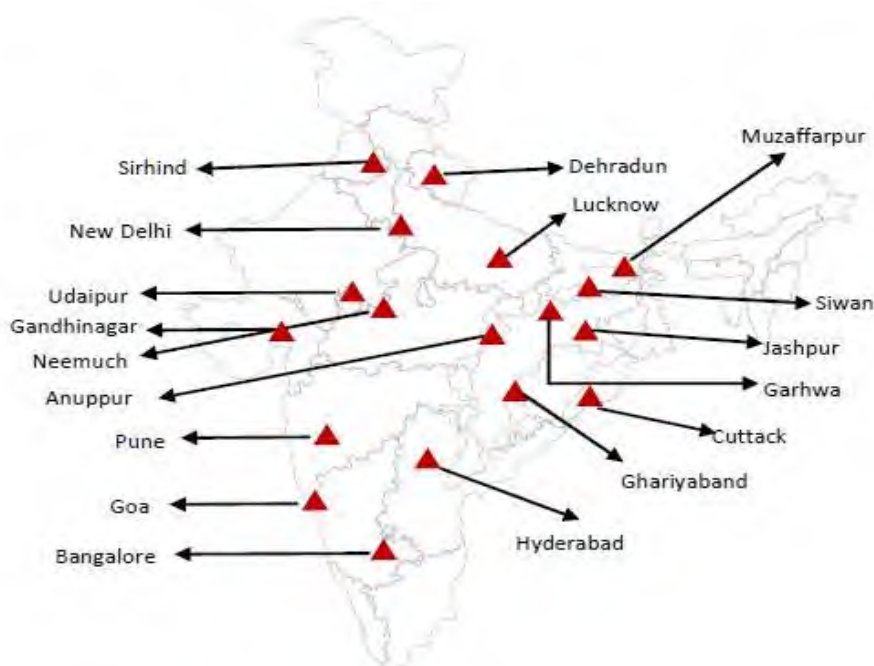 Muzaffarpur
Sirhind
Dehradun
Lucknow
New Delhi
Udaipur
Siwan
Gandhinagar
Jashpur
Neemuch
Garhwa
Anuppur
Cuttack
Pune
Ghariyaband
Goa
Hyderabad
Bangalore